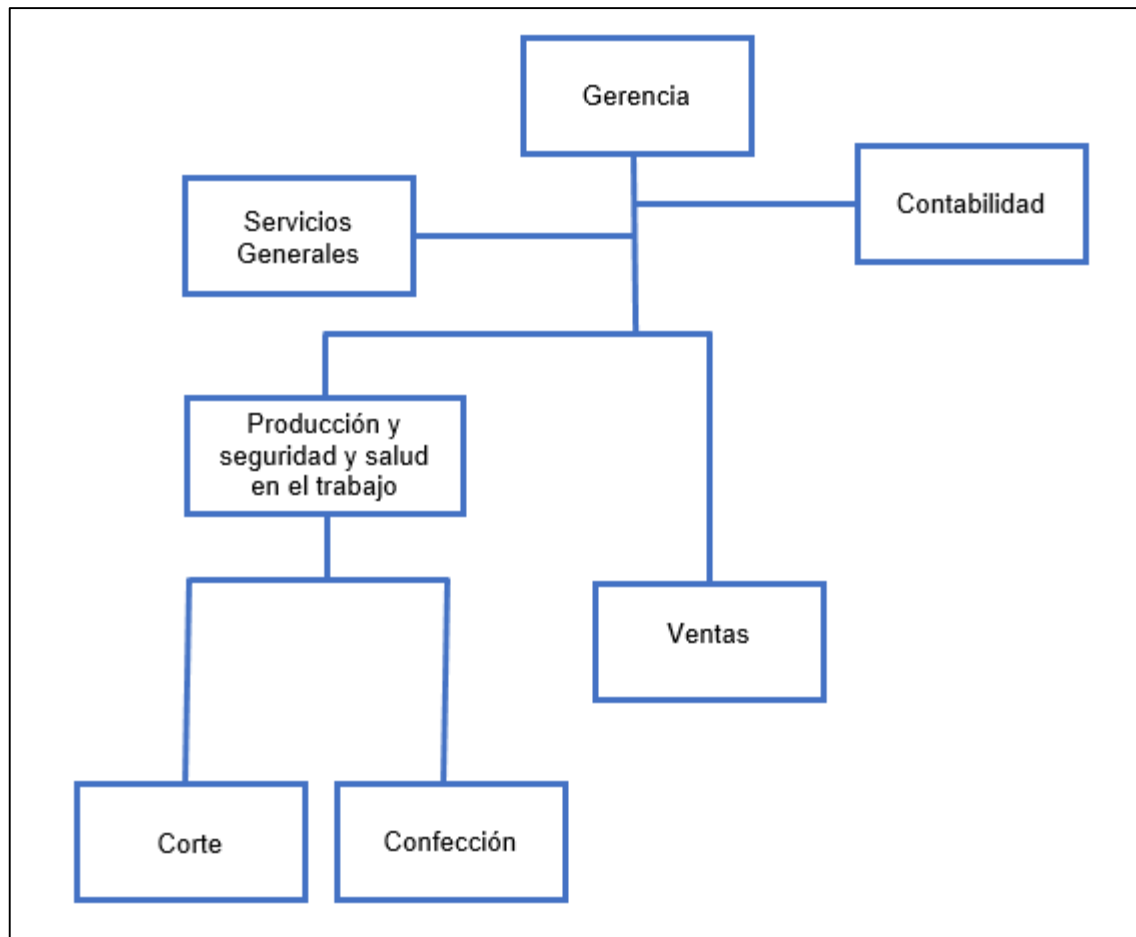 Gerencia
Contabilidad
Servicios
Generales
Producción y
seguridad y salud
en el trabajo
Ventas
Corte
Confección